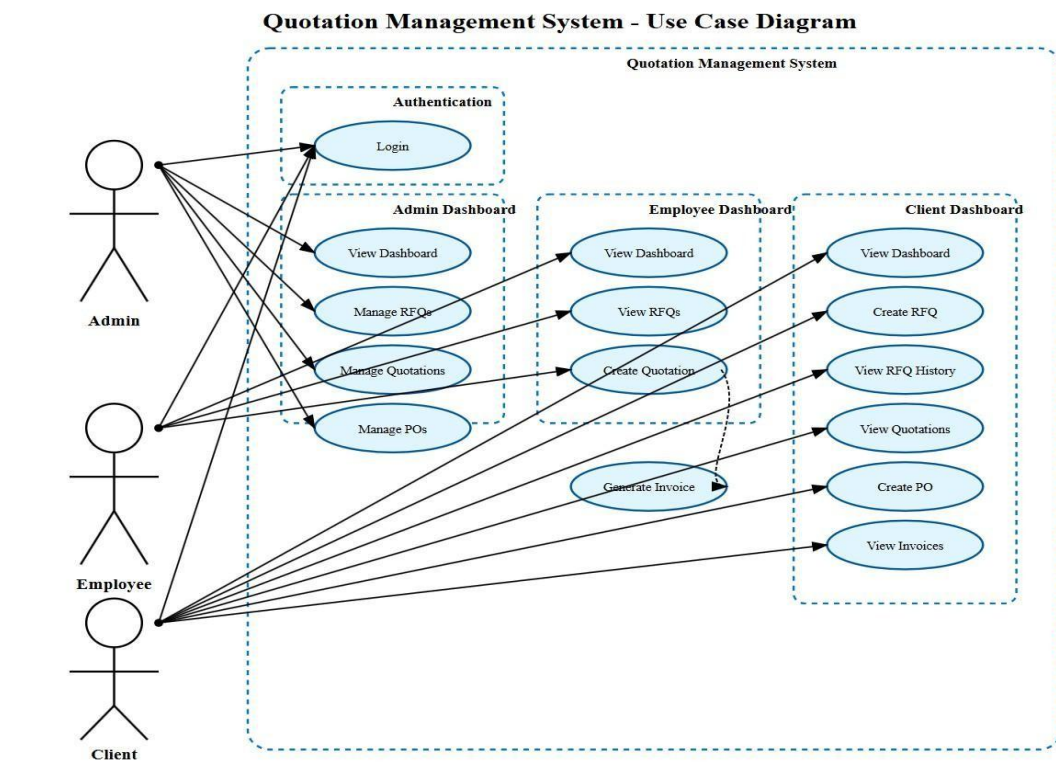 Quotation Management System - Use Case Diagram
Quotation Management System
Authentication
Login
Admin
Admin Dashboard
View Dashboard
Manage RFQs
Manage Quotations
Manage POs
Employee Dashboard
View Dashboard
View RFQs
Create Quotation
Generate Invoice
Client Dashboard
View Dashboard
Create RFQ
View RFQ History
View Quotations
Create PO
View Invoices
Employee
Client